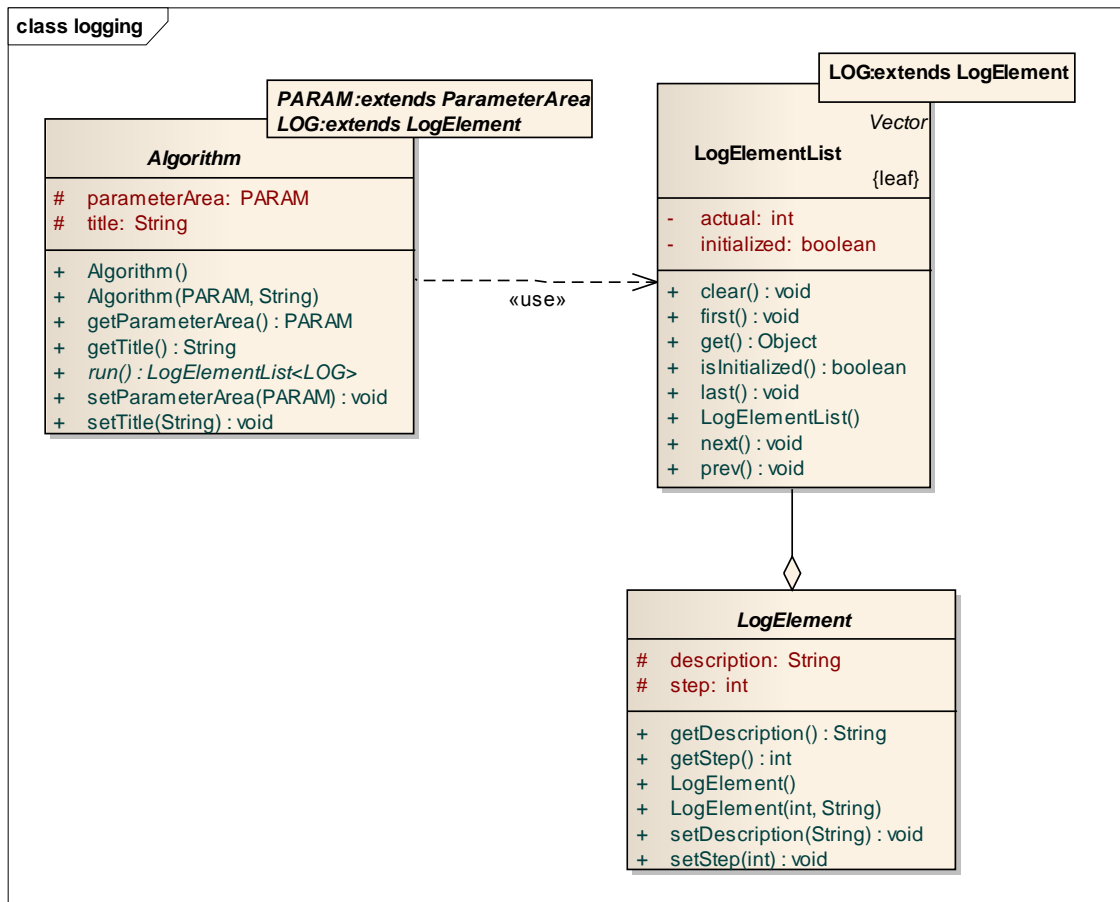 class logging
PARAM:extends ParameterArea
LOG:extends LogElement
Algorithm
# parameterArea: PARAM
# title: String
+ Algorithm()
+ Algorithm(PARAM, String)
+ getParameterArea() : PARAM
+ getTitle() : String
+ run() : LogElementList<LOG>
+ setParameterArea(PARAM) : void
+ setTitle(String) : void
«use»
LOG:extends LogElement
Vector
LogElementList
{leaf}
- actual: int
- initialized: boolean
+ clear() : void
+ first() : void
+ get() : Object
+ isInitialized() : boolean
+ last() : void
+ LogElementList()
+ next() : void
+ prev() : void
LogElement
# description: String
# step: int
+ getDescription() : String
+ getStep() : int
+ LogElement()
+ LogElement(int, String)
+ setDescription(String) : void
+ setStep(int) : void